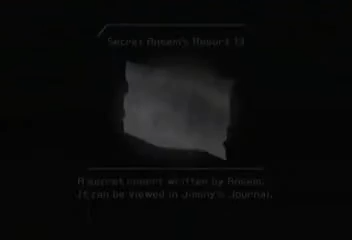 Secret Ansem's Report 13
A secret report written by Ansem.
It can be viewed in Jiminy's Journal.